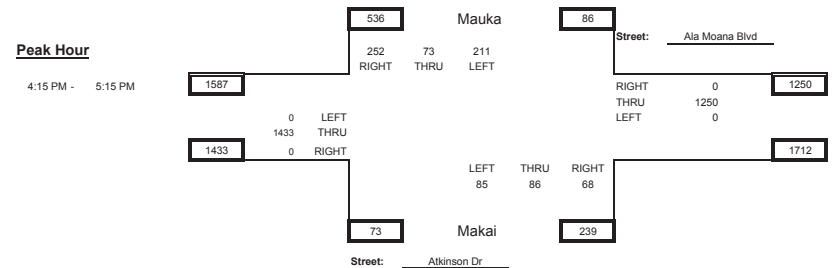 536 Mauka 86
Street: Ala Moana Blvd
Peak Hour
252 73 211
RIGHT THRU LEFT
4:15 PM - 5:15 PM 1587 RIGHT 0 1250
THRU 1250
LEFT 0
0 LEFT
1433 THRU
1433 0 RIGHT 1712
LEFT THRU RIGHT
85 86 68
73 Makai 239
Street: Atkinson Dr